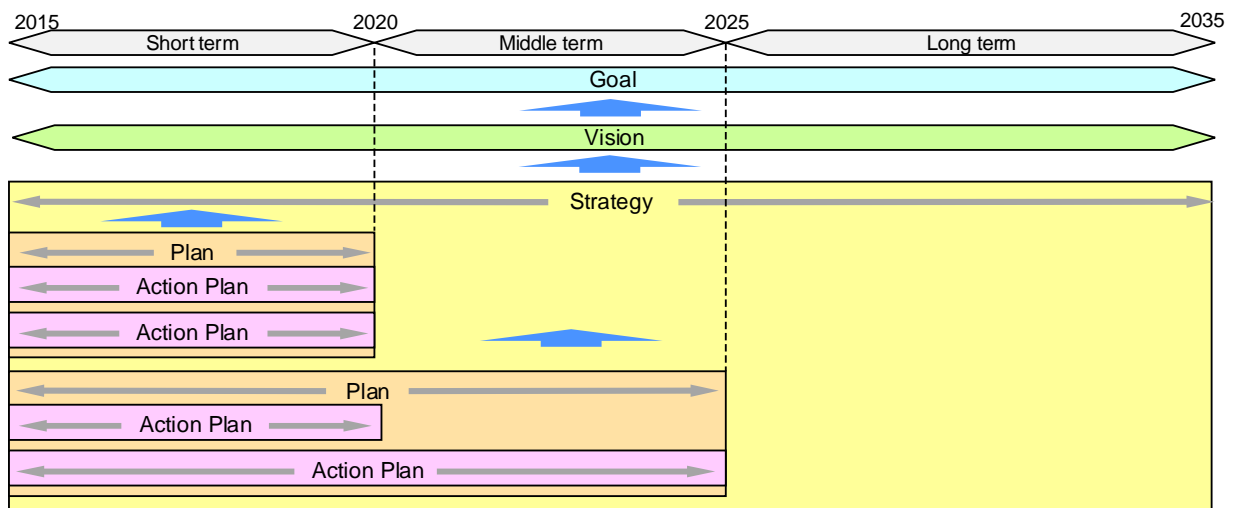 2015 2020 2025 2035
Short term Middle term Long term
Goal
Vision
Strategy
Plan
Action Plan
Action Plan
Plan
Action Plan
Action Plan